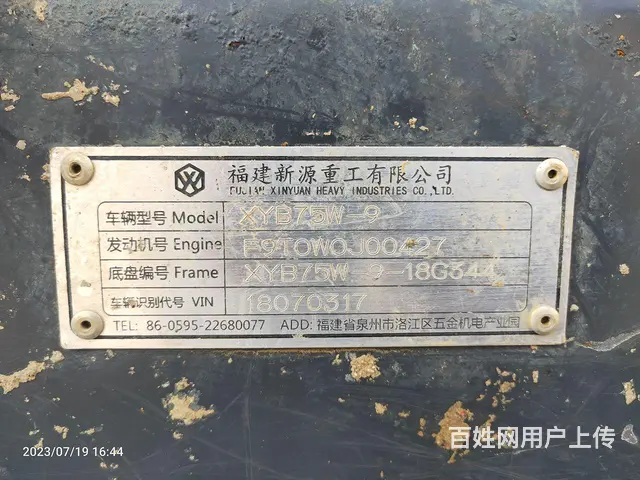 福建新源重工有限公司
FUJIAN XINYUAN HEAVY INDUSTRIES CO.,LTD.
车辆型号 Model XYB75W-9
发动机号 Engine F9T0W0J00427
底盘编号 Frame XYB75W-9-18G344
车辆识别代号 VIN 18070317
TEL: 86-0595-22680077 ADD: 福建省泉州市洛江区五金机电产业园
百姓网用户上传
2023/07/19 16:44